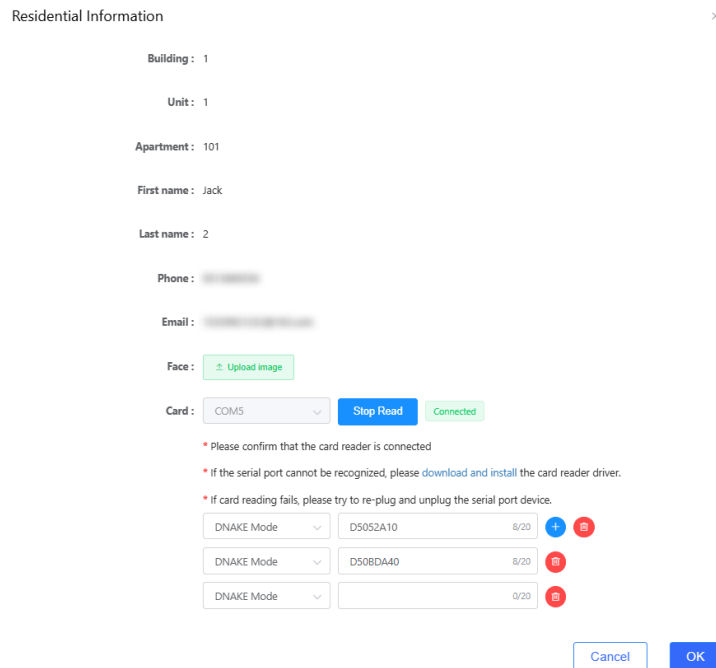 Residential Information
Building : 1
Unit : 1
Apartment : 101
First name : Jack
Last name : 2
Phone :
Email :
Face : Upload image
Card : COM5 Stop Read Connected
* Please confirm that the card reader is connected
* If the serial port cannot be recognized, please download and install the card reader driver.
* If card reading fails, please try to re-plug and unplug the serial port device.
DNAKE Mode D5052A10 8/20
DNAKE Mode D50BDA40 8/20
DNAKE Mode 0/20
Cancel OK